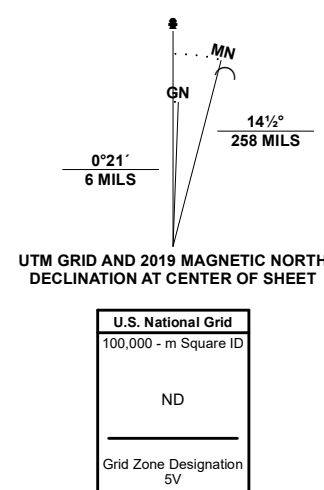 MN
GN
14½°
258 MILS
0°21´
6 MILS
UTM GRID AND 2019 MAGNETIC NORTH
DECLINATION AT CENTER OF SHEET
U.S. National Grid
100,000 - m Square ID
ND
Grid Zone Designation
5V